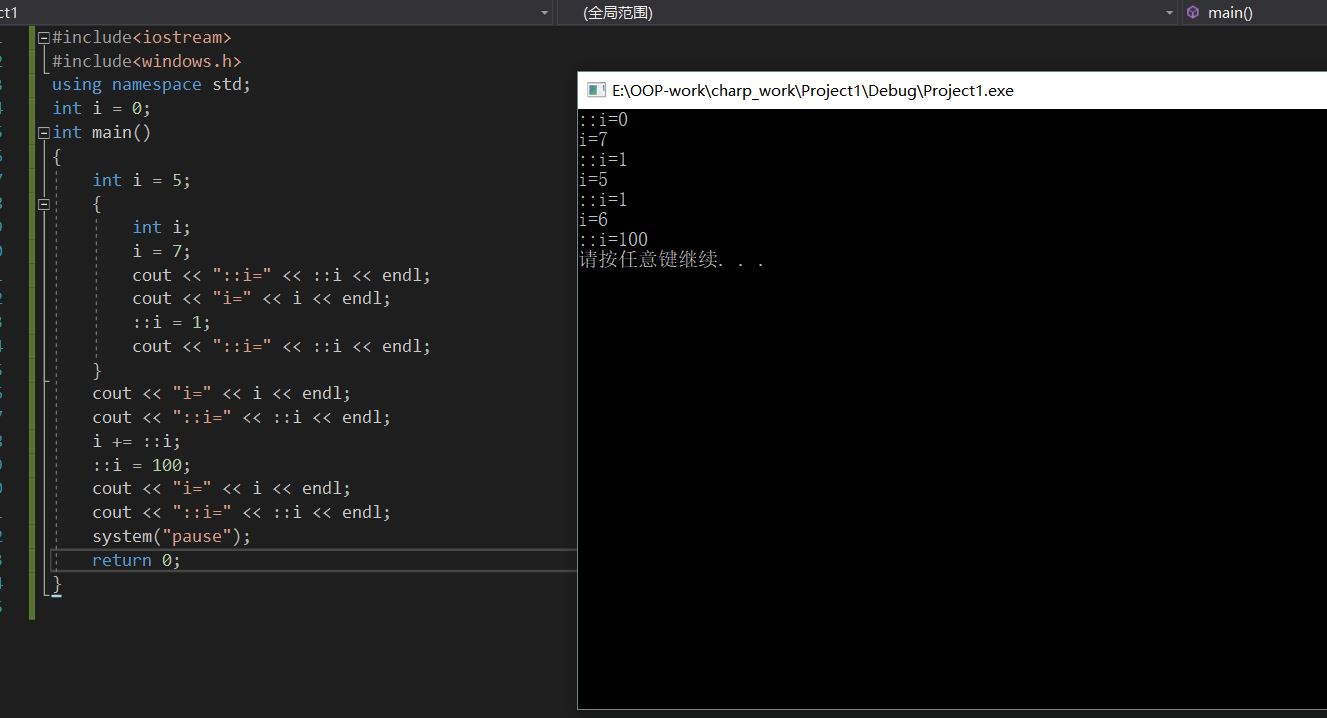 ct1 (全局范围) main()
#include<iostream>
#include<windows.h>
using namespace std;
int i = 0;
int main()
{
int i = 5;
{
int i;
i = 7;
cout << "::i=" << ::i << endl;
cout << "i=" << i << endl;
::i = 1;
cout << "::i=" << ::i << endl;
}
cout << "i=" << i << endl;
cout << "::i=" << ::i << endl;
i += ::i;
::i = 100;
cout << "i=" << i << endl;
cout << "::i=" << ::i << endl;
system("pause");
return 0;
}
E:\OOP-work\charp_work\Project1\Debug\Project1.exe
::i=0
i=7
::i=1
i=5
::i=1
i=6
::i=100
请按任意键继续. . .